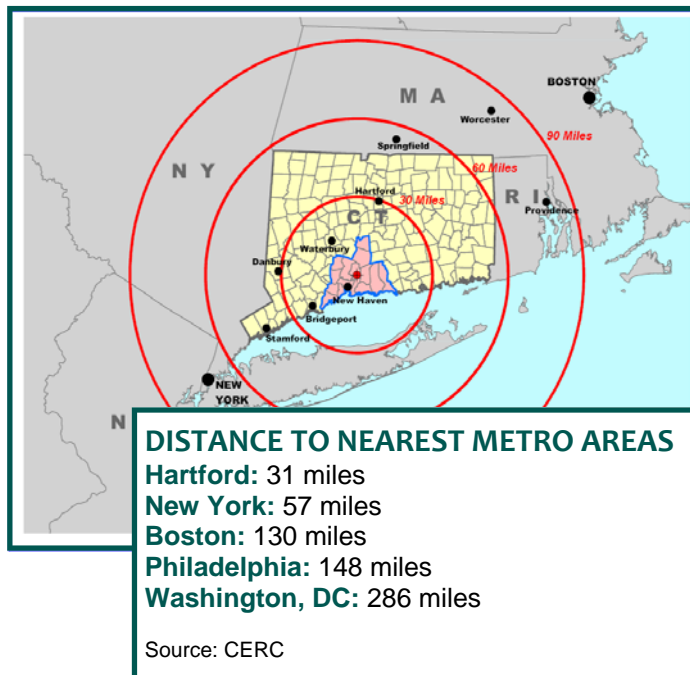 BOSTON
M A
Worcester
90 Miles
Springfield
N Y
60 Miles
Hartford
30 Miles
R I
Providence
C T
Waterbury
Danbury
New Haven
Bridgeport
Stamford
NEW
YORK
N
DISTANCE TO NEAREST METRO AREAS
Hartford: 31 miles
New York: 57 miles
Boston: 130 miles
Philadelphia: 148 miles
Washington, DC: 286 miles
Source: CERC